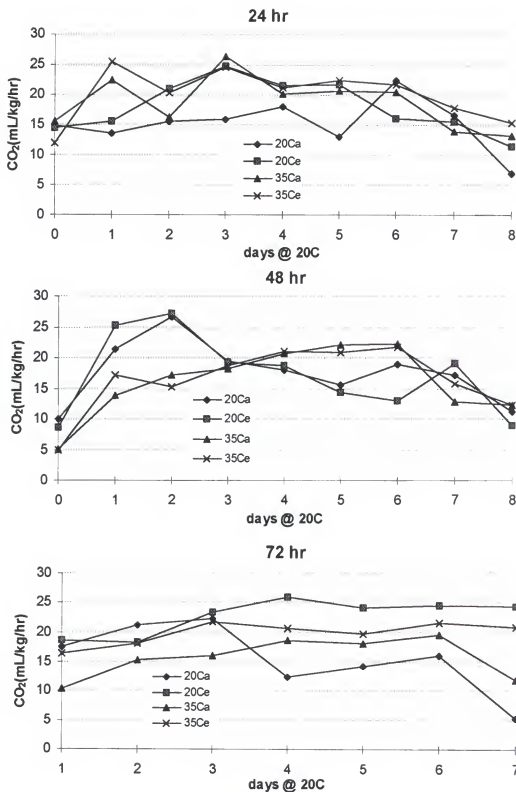 24 hr
30
25
20
15
10
5
0
CO₂(mL/kg/hr)
20Ca
20Ce
35Ca
35Ce
0 1 2 3 4 5 6 7 8
days @ 20C
48 hr
30
25
20
15
10
5
0
CO₂(mL/kg/hr)
20Ca
20Ce
35Ca
35Ce
0 1 2 3 4 5 6 7 8
days @ 20C
72 hr
30
25
20
15
10
5
0
CO₂(mL/kg/hr)
20Ca
20Ce
35Ca
35Ce
1 2 3 4 5 6 7
days @ 20C